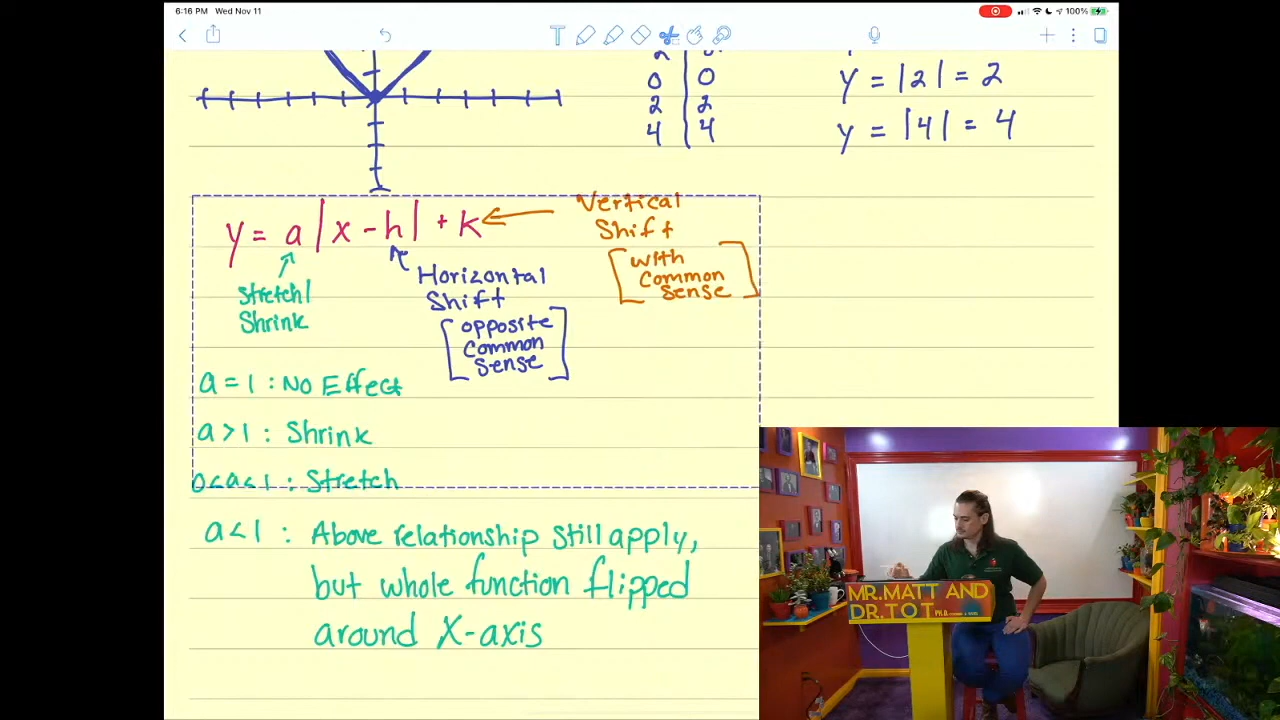 6:16 PM Wed Nov 11
100%
0 0
2 2
4 4
y = |2| = 2
y = |4| = 4
y = a |x - h| + k
Vertical
Shift
[with
Common
Sense]
Stretch/
Shrink
Horizontal
Shift
[opposite
Common
Sense]
a = 1 : No Effect
a > 1 : Shrink
0 < a < 1 : Stretch
a < 1 : Above relationship still apply,
but whole function flipped
around X-axis
MR.MATT AND
DR.TOT PH.D.